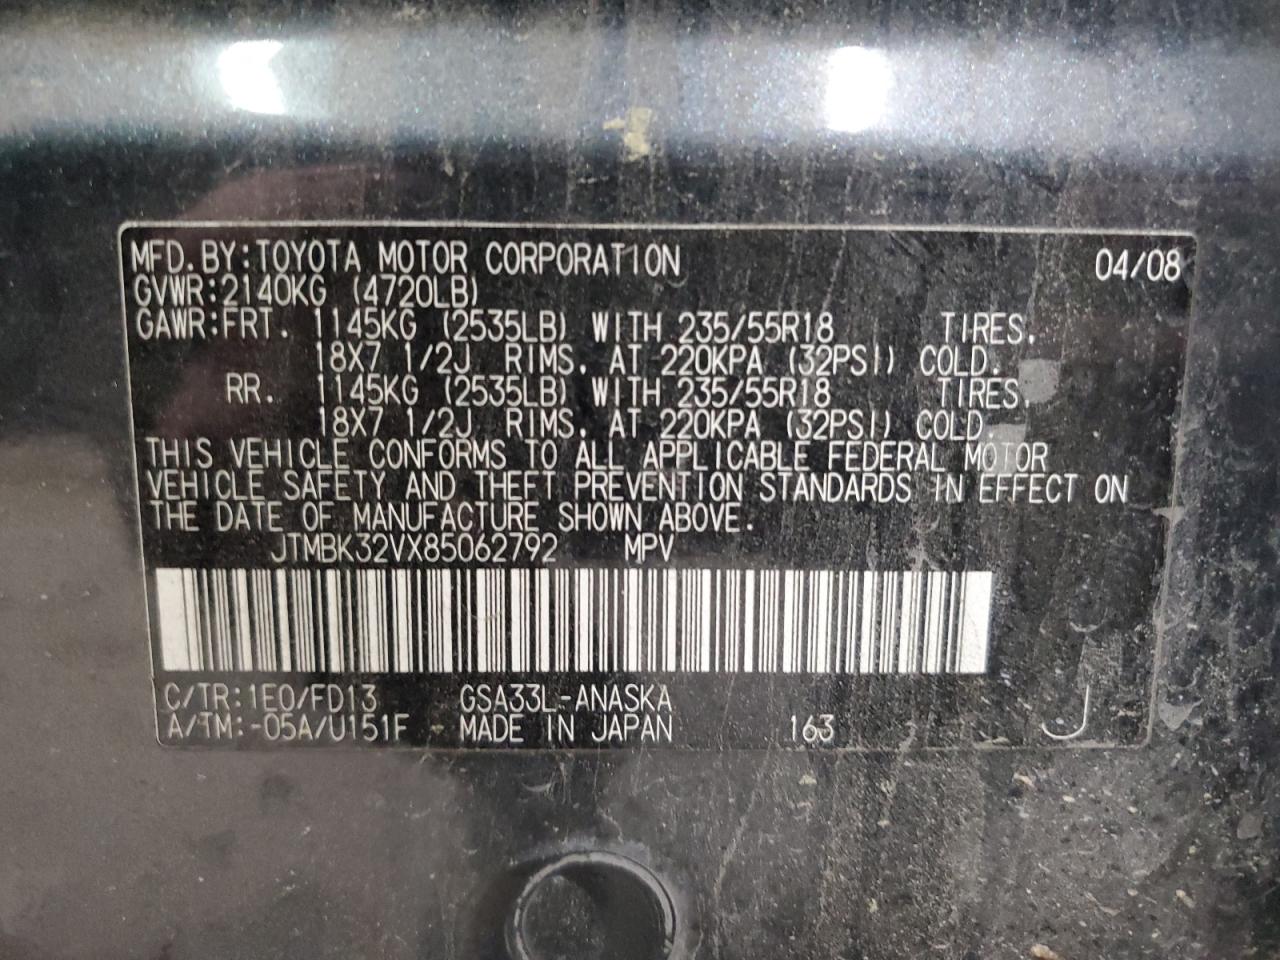 MFD. BY: TOYOTA MOTOR CORPORATION 04/08
GVWR: 2140KG (4720LB)
GAWR: FRT. 1145KG (2535LB) WITH 235/55R18 TIRES,
18X7 1/2J RIMS, AT 220KPA (32PSI) COLD.
RR. 1145KG (2535LB) WITH 235/55R18 TIRES,
18X7 1/2J RIMS, AT 220KPA (32PSI) COLD.
THIS VEHICLE CONFORMS TO ALL APPLICABLE FEDERAL MOTOR
VEHICLE SAFETY AND THEFT PREVENTION STANDARDS IN EFFECT ON
THE DATE OF MANUFACTURE SHOWN ABOVE.
JTMBK32VX85062792 MPV
C/TR: 1E0/FD13 GSA33L-ANASKA
A/TM: -05A/U151F MADE IN JAPAN 163 J